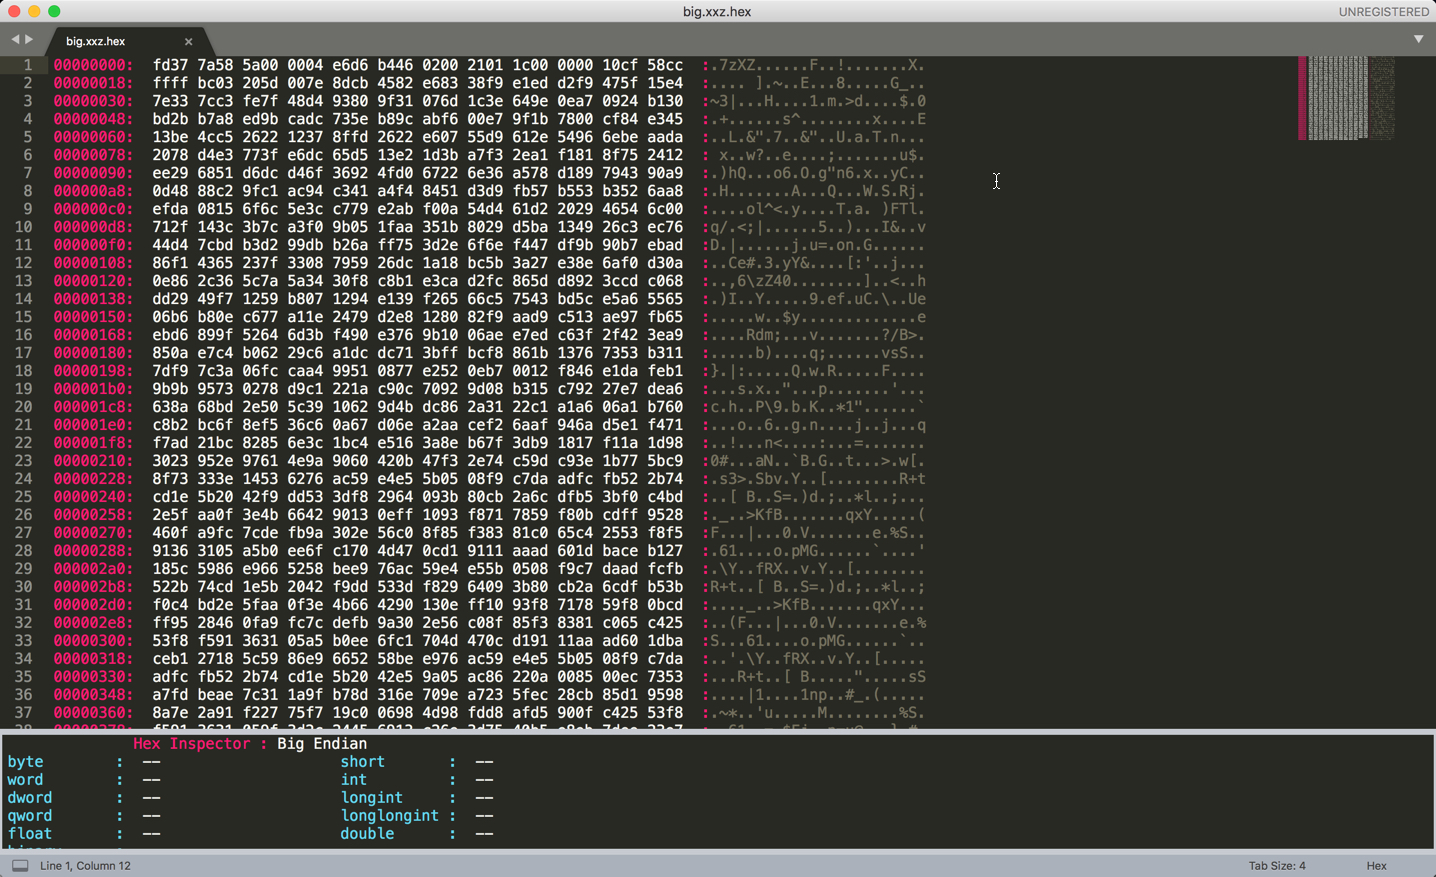 big.xxz.hex
UNREGISTERED
big.xxz.hex ×
1 00000000: fd37 7a58 5a00 0004 e6d6 b446 0200 2101 1c00 0000 10cf 58cc :.7zXZ......F..!.......X.
2 00000018: ffff bc03 205d 007e 8dcb 4582 e683 38f9 e1ed d2f9 475f 15e4 :.... ].~..E...8.....G_..
3 00000030: 7e33 7cc3 fe7f 48d4 9380 9f31 076d 1c3e 649e 0ea7 0924 b130 :~3|...H....1.m.>d....$.0
4 00000048: bd2b b7a8 ed9b cadc 735e b89c abf6 00e7 9f1b 7800 cf84 e345 :.+......s^........x....E
5 00000060: 13be 4cc5 2622 1237 8ffd 2622 e607 55d9 612e 5496 6ebe aada :..L.&".7..&"..U.a.T.n...
6 00000078: 2078 d4e3 773f e6dc 65d5 13e2 1d3b a7f3 2ea1 f181 8f75 2412 : x..w?..e....;.......u$.
7 00000090: ee29 6851 d6dc d46f 3692 4fd0 6722 6e36 a578 d189 7943 90a9 :.)hQ...o6.O.g"n6.x..yC..
8 000000a8: 0d48 88c2 9fc1 ac94 c341 a4f4 8451 d3d9 fb57 b553 b352 6aa8 :.H.......A...Q...W.S.Rj.
9 000000c0: efda 0815 6f6c 5e3c c779 e2ab f00a 54d4 61d2 2029 4654 6c00 :....ol^<.y....T.a. )FTl.
10 000000d8: 712f 143c 3b7c a3f0 9b05 1faa 351b 8029 d5ba 1349 26c3 ec76 :q/.<;|......5..)...I&..v
11 000000f0: 44d4 7cbd b3d2 99db b26a ff75 3d2e 6f6e f447 df9b 90b7 ebad :D.|......j.u=.on.G......
12 00000108: 86f1 4365 237f 3308 7959 26dc 1a18 bc5b 3a27 e38e 6af0 d30a :..Ce#.3.yY&....[:'..j...
13 00000120: 0e86 2c36 5c7a 5a34 30f8 c8b1 e3ca d2fc 865d d892 3ccd c068 :..,6\zZ40........]..<..h
14 00000138: dd29 49f7 1259 b807 1294 e139 f265 66c5 7543 bd5c e5a6 5565 :.)I..Y.....9.ef.uC.\..Ue
15 00000150: 06b6 b80e c677 a11e 2479 d2e8 1280 82f9 aad9 c513 ae97 fb65 :.....w..$y.............e
16 00000168: ebd6 899f 5264 6d3b f490 e376 9b10 06ae e7ed c63f 2f42 3ea9 :....Rdm;...v.......?/B>.
17 00000180: 850a e7c4 b062 29c6 a1dc dc71 3bff bcf8 861b 1376 7353 b311 :.....b)....q;......vsS..
18 00000198: 7df9 7c3a 06fc caa4 9951 0877 e252 0eb7 0012 f846 e1da feb1 :}.|:.....Q.w.R.....F....
19 000001b0: 9b9b 9573 0278 d9c1 221a c90c 7092 9d08 b315 c792 27e7 dea6 :...s.x.."...p.......'...
20 000001c8: 638a 68bd 2e50 5c39 1062 9d4b dc86 2a31 22c1 a1a6 06a1 b760 :c.h..P\9.b.K..*1"......`
21 000001e0: c8b2 bc6f 8ef5 36c6 0a67 d06e a2aa cef2 6aaf 946a d5e1 f471 :...o..6..g.n....j..j...q
22 000001f8: f7ad 21bc 8285 6e3c 1bc4 e516 3a8e b67f 3db9 1817 f11a 1d98 :..!...n<....:...=.......
23 00000210: 3023 952e 9761 4e9a 9060 420b 47f3 2e74 c59d c93e 1b77 5bc9 :0#...aN..`B.G..t...>.w[.
24 00000228: 8f73 333e 1453 6276 ac59 e4e5 5b05 08f9 c7da adfc fb52 2b74 :.s3>.Sbv.Y..[........R+t
25 00000240: cd1e 5b20 42f9 dd53 3df8 2964 093b 80cb 2a6c dfb5 3bf0 c4bd :..[ B..S=.)d.;..*l..;...
26 00000258: 2e5f aa0f 3e4b 6642 9013 0eff 1093 f871 7859 f80b cdff 9528 :._..>KfB.......qxY.....(
27 00000270: 460f a9fc 7cde fb9a 302e 56c0 8f85 f383 81c0 65c4 2553 f8f5 :F...|...0.V.......e.%S..
28 00000288: 9136 3105 a5b0 ee6f c170 4d47 0cd1 9111 aaad 601d bace b127 :.61....o.pMG......`....'
29 000002a0: 185c 5986 e966 5258 bee9 76ac 59e4 e55b 0508 f9c7 daad fcfb :.\Y..fRX..v.Y..[........
30 000002b8: 522b 74cd 1e5b 2042 f9dd 533d f829 6409 3b80 cb2a 6cdf b53b :R+t..[ B..S=.)d.;..*l..;
31 000002d0: f0c4 bd2e 5faa 0f3e 4b66 4290 130e ff10 93f8 7178 59f8 0bcd :...._..>KfB.......qxY...
32 000002e8: ff95 2846 0fa9 fc7c defb 9a30 2e56 c08f 85f3 8381 c065 c425 :..(F...|...0.V.......e.%
33 00000300: 53f8 f591 3631 05a5 b0ee 6fc1 704d 470c d191 11aa ad60 1dba :S...61....o.pMG......`..
34 00000318: ceb1 2718 5c59 86e9 6652 58be e976 ac59 e4e5 5b05 08f9 c7da :..'.\Y..fRX..v.Y..[.....
35 00000330: adfc fb52 2b74 cd1e 5b20 42e5 9a05 ac86 220a 0085 00ec 7353 :...R+t..[ B.....".....sS
36 00000348: a7fd beae 7c31 1a9f b78d 316e 709e a723 5fec 28cb 85d1 9598 :....|1....1np..#_.(.....
37 00000360: 8a7e 2a91 f227 75f7 19c0 0698 4d98 fdd8 afd5 900f c425 53f8 :.~*..'u.....M........%S.
Hex Inspector : Big Endian
byte : –– short : ––
word : –– int : ––
dword : –– longint : ––
qword : –– longlongint : ––
float : –– double : ––
Line 1, Column 12
Tab Size: 4
Hex